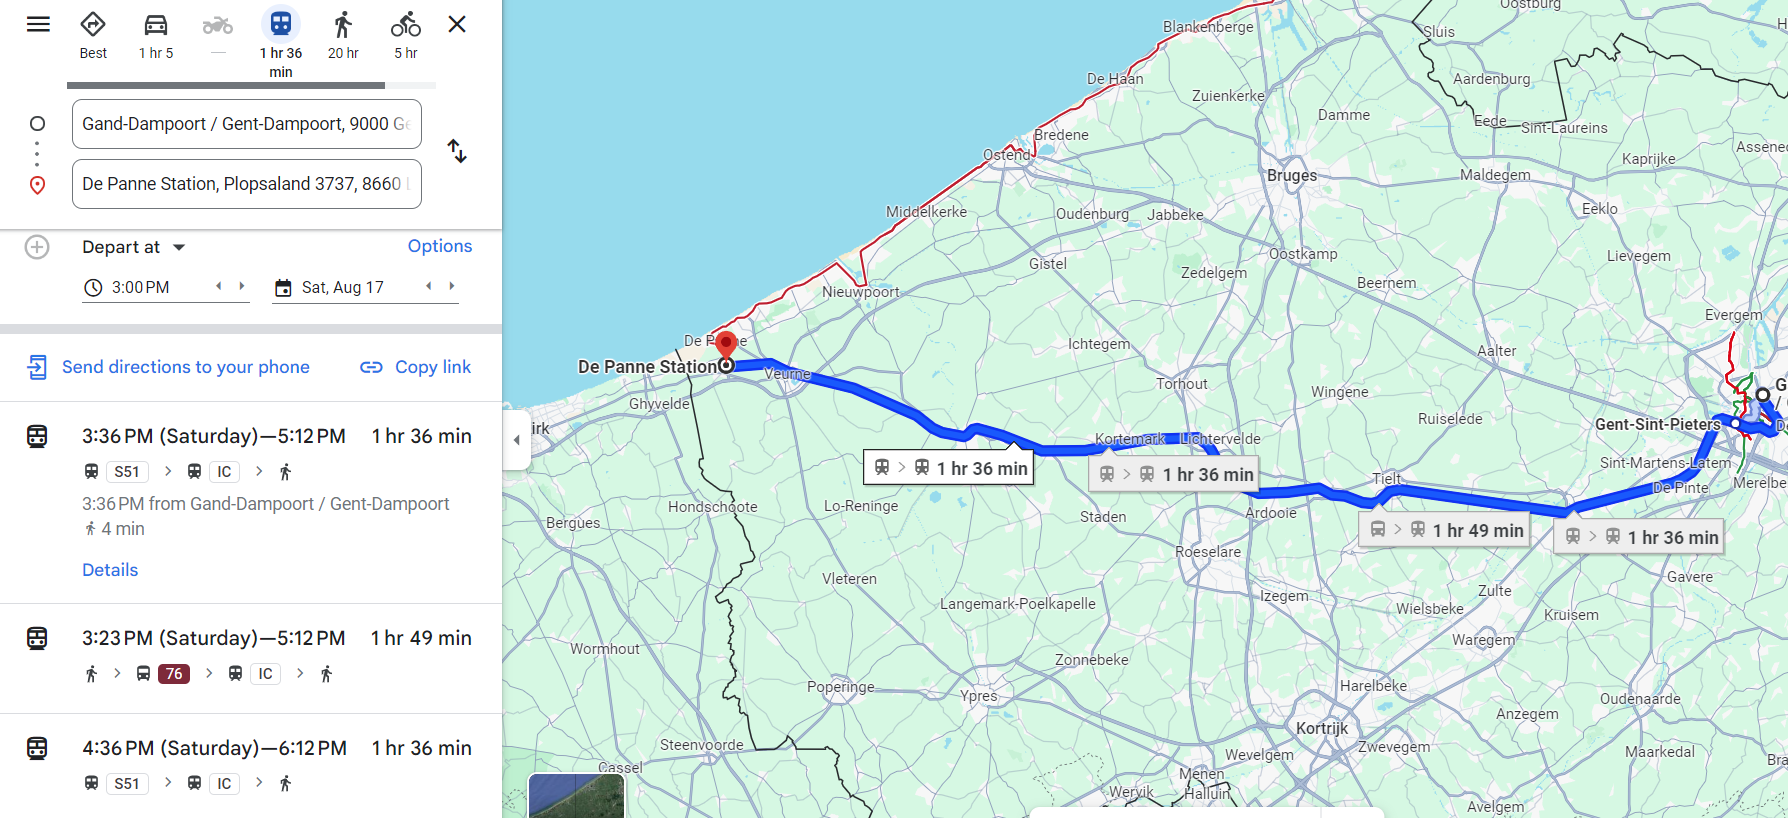 Best
1 hr 5
—
1 hr 36
min
20 hr
5 hr
Gand-Dampoort / Gent-Dampoort, 9000 Ge
De Panne Station, Plopsaland 3737, 8660
Depart at
Options
3:00 PM
Sat, Aug 17
Send directions to your phone
Copy link
3:36 PM (Saturday)—5:12 PM 1 hr 36 min
S51 > IC >
3:36 PM from Gand-Dampoort / Gent-Dampoort
4 min
Details
3:23 PM (Saturday)—5:12 PM 1 hr 49 min
> 76 > IC >
4:36 PM (Saturday)—6:12 PM 1 hr 36 min
S51 > IC >
Oostburg
Blankenberge
Sluis
De Haan
Aardenburg
Zuienkerke
Damme
Eede
Sint-Laureins
Bredene
Ostend
Assene
Kaprijke
Bruges
Maldegem
Middelkerke
Oudenburg
Jabbeke
Eeklo
Oostkamp
Lievegem
Gistel
Zedelgem
Beernem
Nieuwpoort
Evergem
De Panne
Ichtegem
Aalter
De Panne Station
Veurne
Torhout
Wingene
G
Ghyvelde
Ruiselede
irk
Kortemark
Lichtervelde
Gent-Sint-Pieters
De
> 1 hr 36 min
> 1 hr 36 min
Sint-Martens-Latem
Tielt
De Pinte
Merelbe
Hondschoote
Lo-Reninge
Ardooie
Bergues
Staden
> 1 hr 49 min
> 1 hr 36 min
Roeselare
Vleteren
Gavere
Langemark-Poelkapelle
Izegem
Zulte
Wielsbeke
Kruisem
Wormhout
Waregem
Zonnebeke
Poperinge
Ypres
Harelbeke
Oudenaarde
Anzegem
Kortrijk
Steenvoorde
Zwevegem
Wevelgem
Maarkedal
Bra
Cassel
Menen
Halluin
Wervik
Avelgem